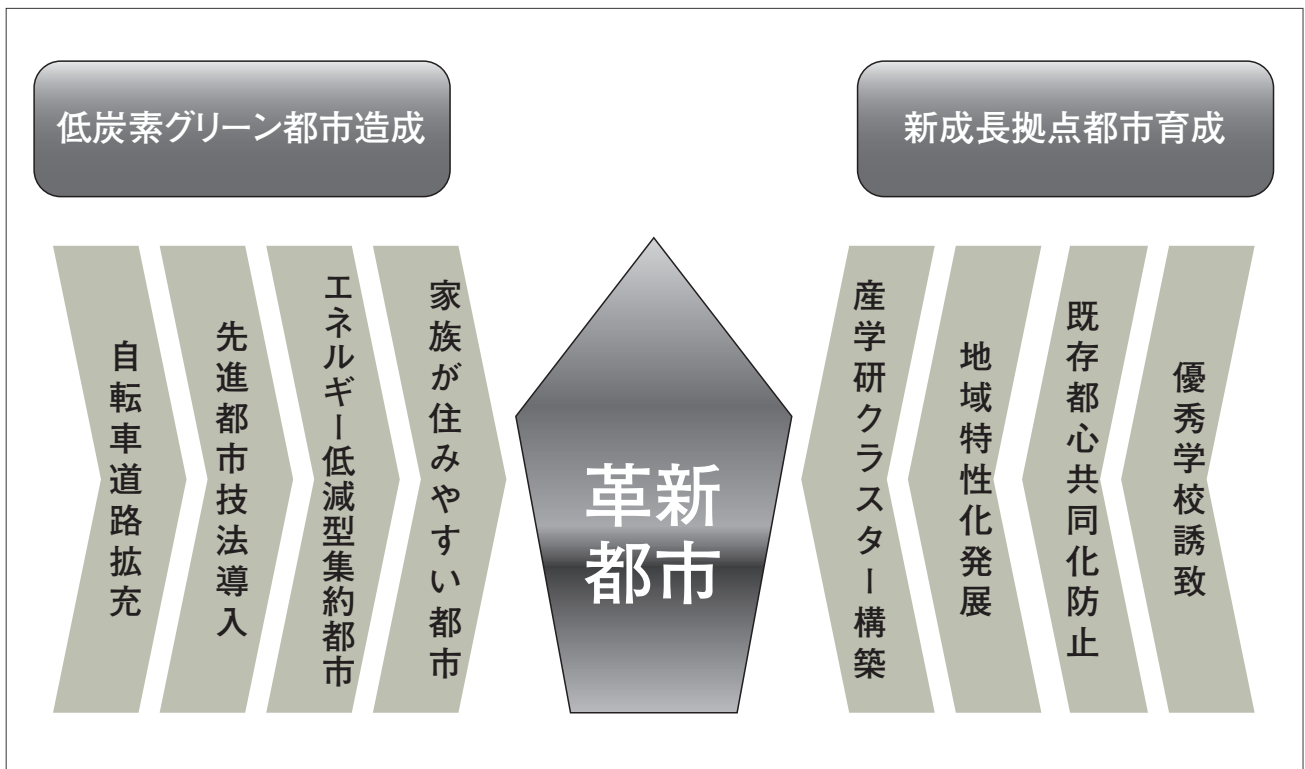 低炭素グリーン都市造成
新成長拠点都市育成
自転車道路拡充
先進都市技法導入
エネルギー低減型集約都市
家族が住みやすい都市
革新
都市
産学研クラスター構築
地域特性化発展
既存都心共同化防止
優秀学校誘致